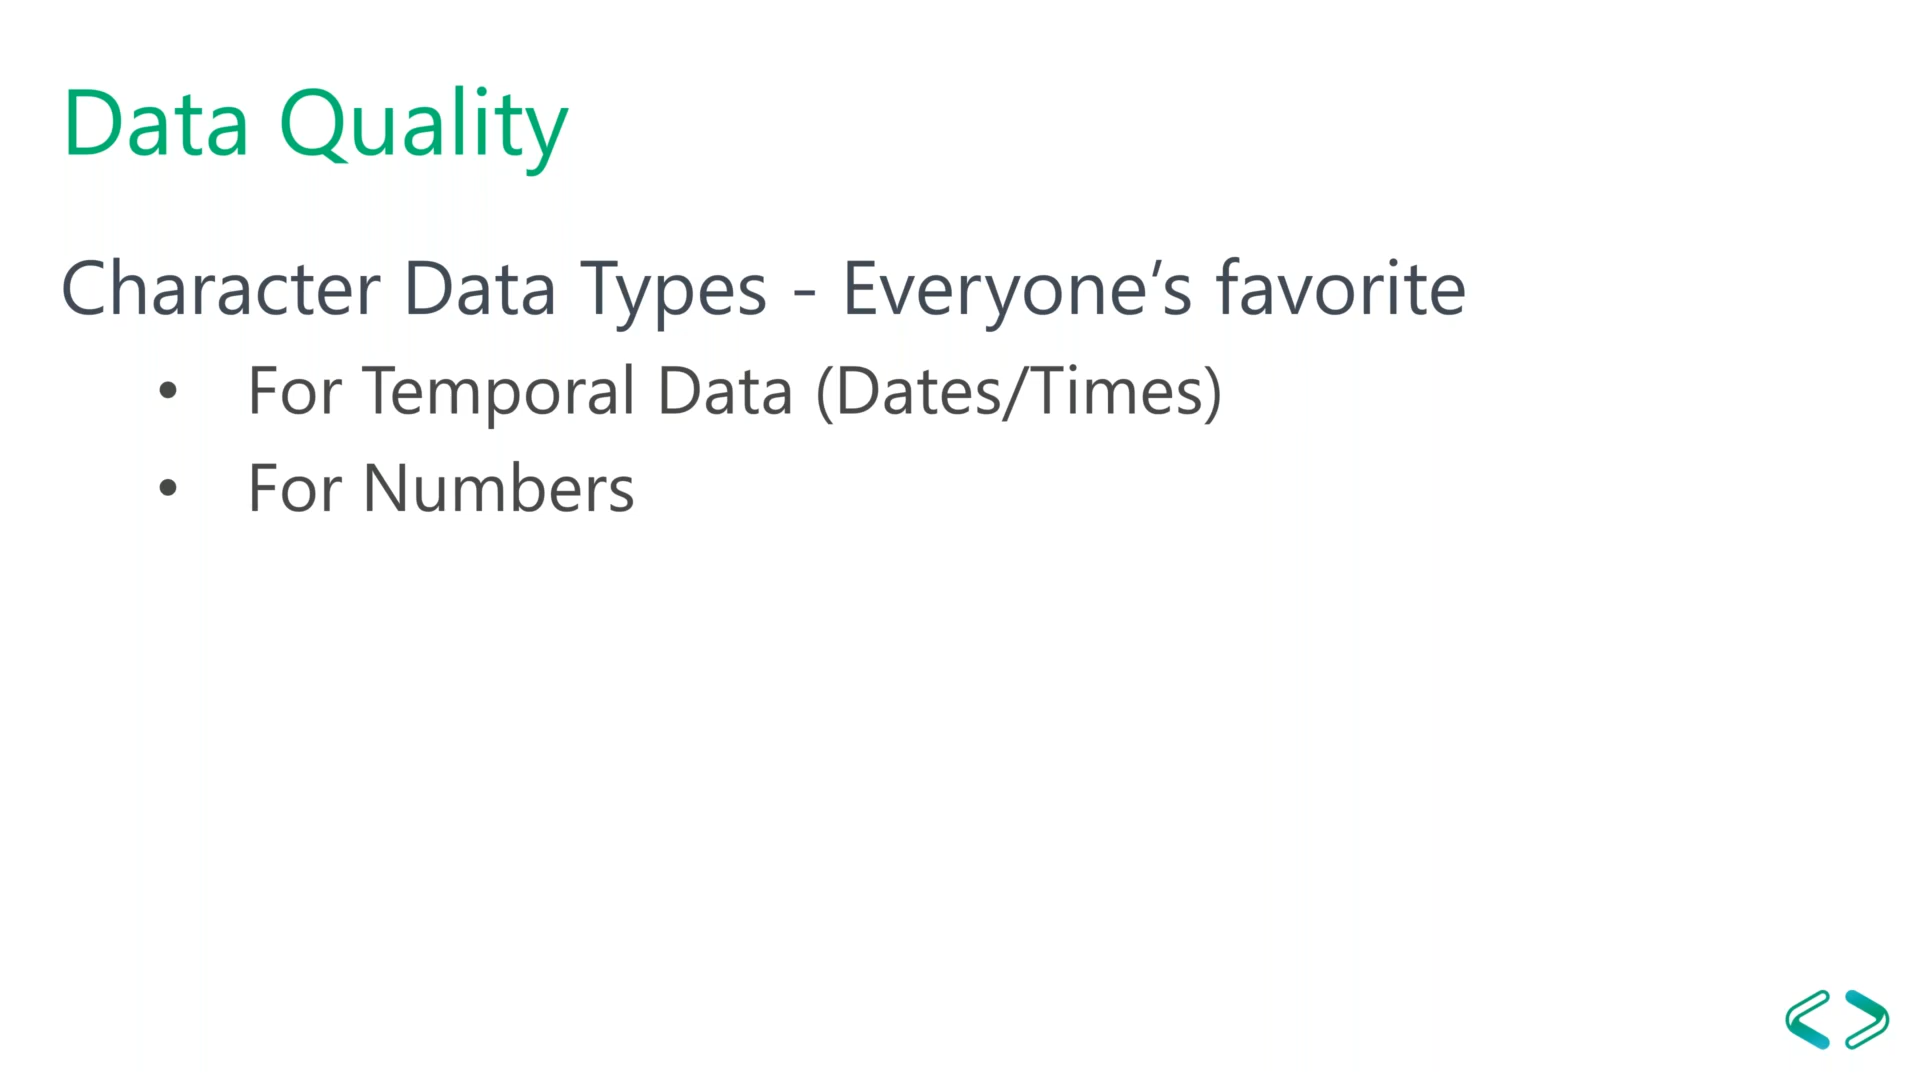 Data Quality
Character Data Types - Everyone’s favorite
• For Temporal Data (Dates/Times)
• For Numbers